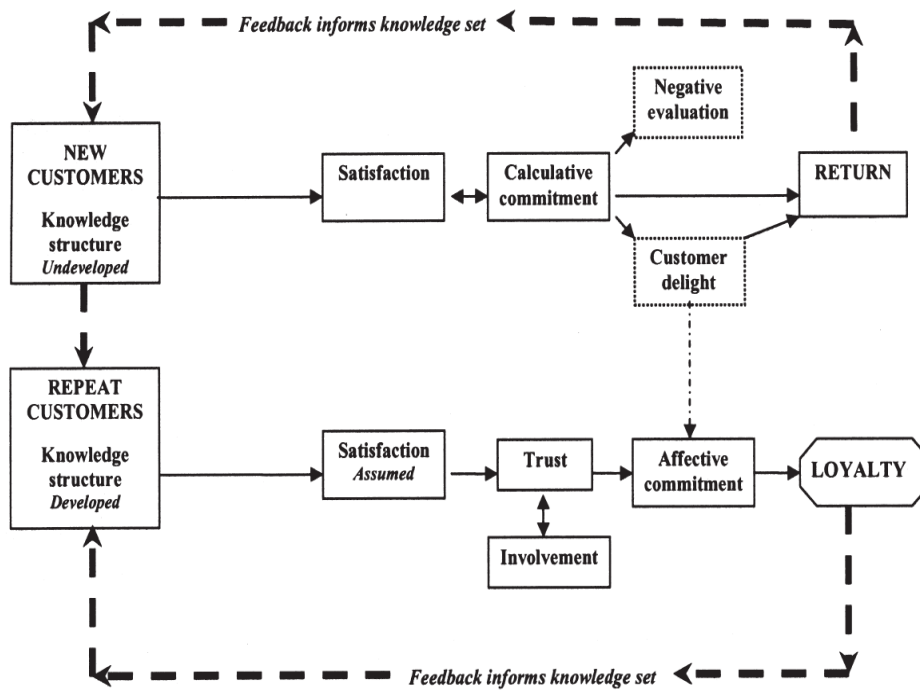 Feedback informs knowledge set
NEW
CUSTOMERS
Knowledge
structure
Undeveloped
Satisfaction
Calculative
commitment
Negative
evaluation
Customer
delight
RETURN
REPEAT
CUSTOMERS
Knowledge
structure
Developed
Satisfaction
Assumed
Trust
Involvement
Affective
commitment
LOYALTY
Feedback informs knowledge set